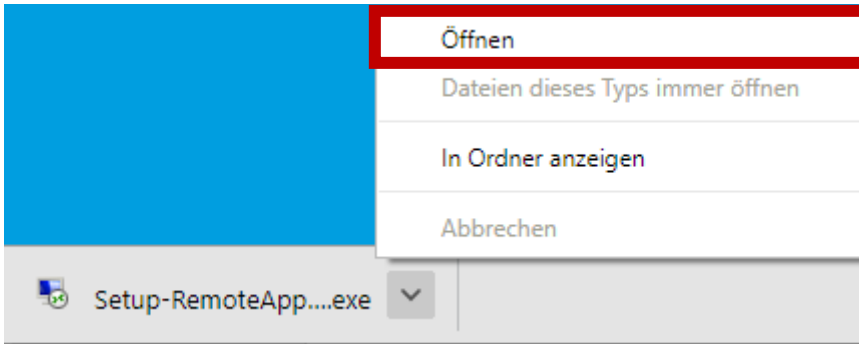 Öffnen
Dateien dieses Typs immer öffnen
In Ordner anzeigen
Abbrechen
Setup-RemoteApp....exe